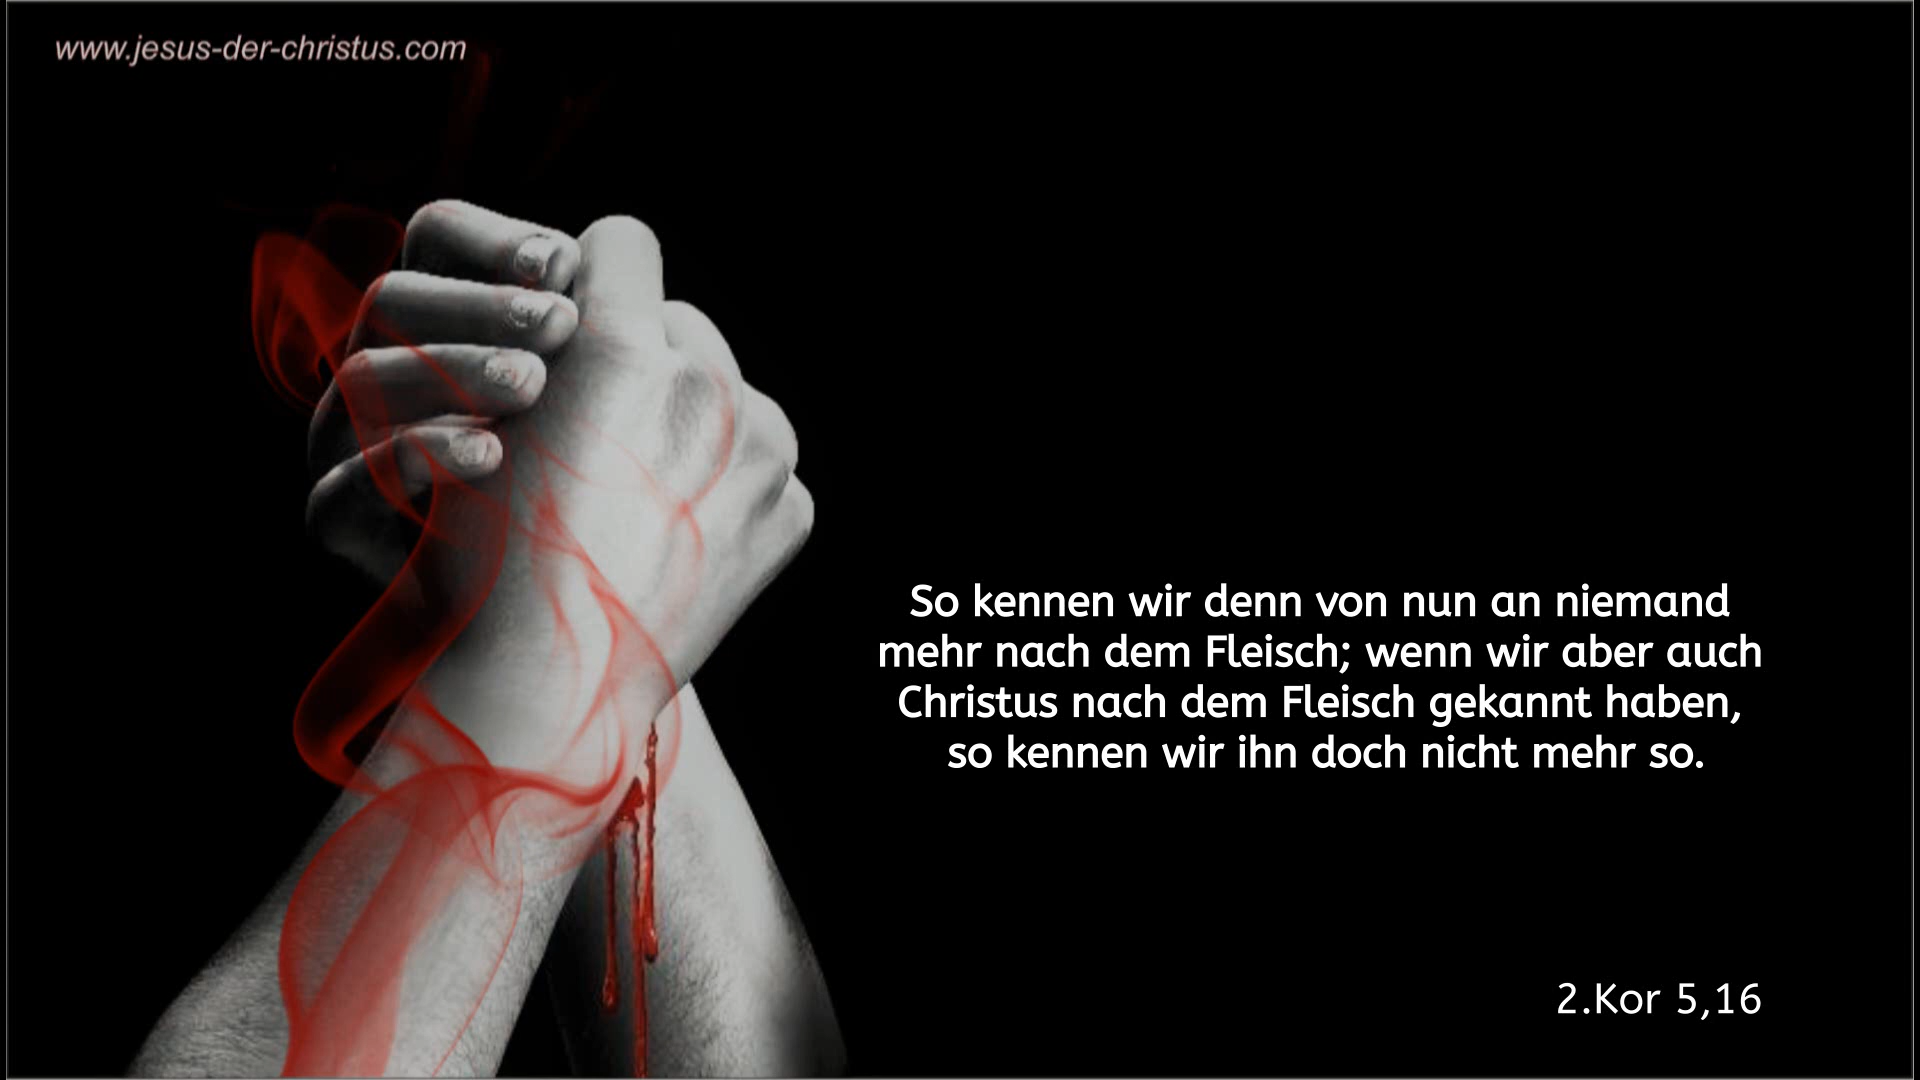 www.jesus-der-christus.com
So kennen wir denn von nun an niemand
mehr nach dem Fleisch; wenn wir aber auch
Christus nach dem Fleisch gekannt haben,
so kennen wir ihn doch nicht mehr so.
2.Kor 5,16